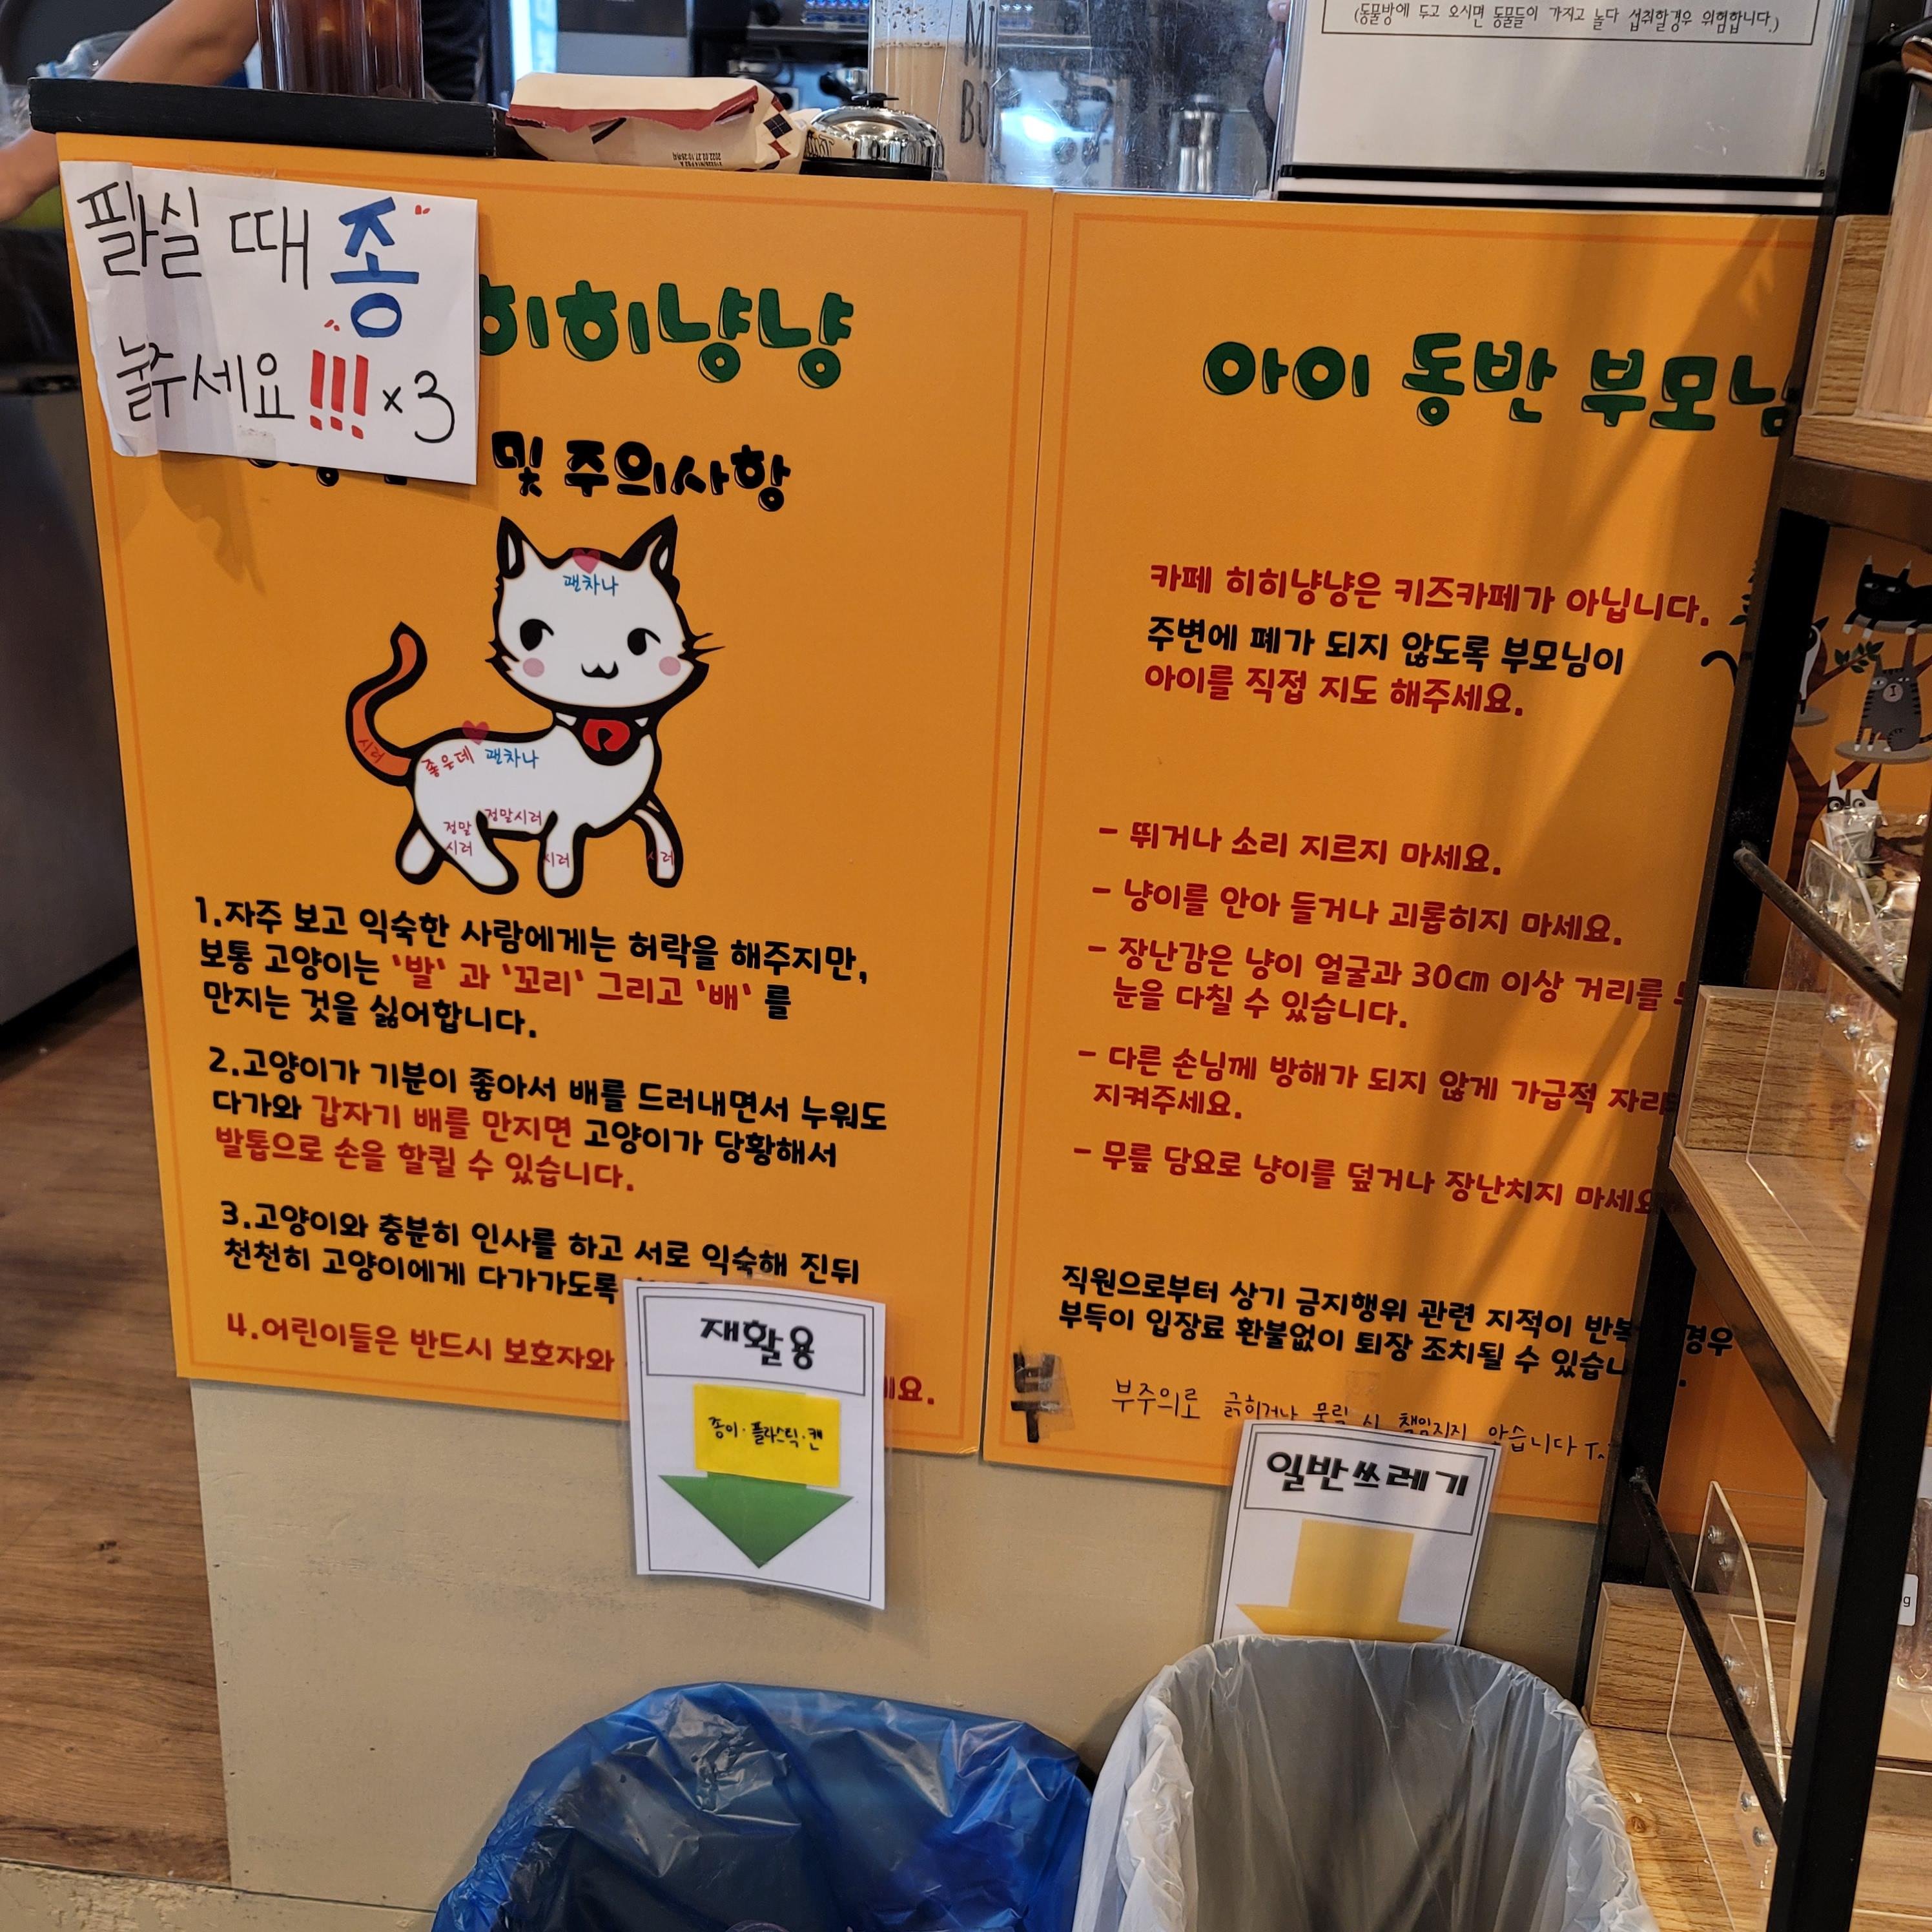 (동물방에 두고 오시면 동물들이 가지고 놀다 섭취할경우 위험합니다.)
필하실 때 종
눌러주세요!!! x3
히히냥냥
및 주의사항
괜차나
시러
좋은데 괜차나
정말시러
정말
시러
시러
시러
1.자주 보고 익숙한 사람에게는 허락을 해주지만,
보통 고양이는 '발' 과 '꼬리' 그리고 '배' 를
만지는 것을 싫어합니다.
2.고양이가 기분이 좋아서 배를 드러내면서 누워도
다가와 갑자기 배를 만지면 고양이가 당황해서
발톱으로 손을 할퀼 수 있습니다.
3.고양이와 충분히 인사를 하고 서로 익숙해 진뒤
천천히 고양이에게 다가가도록
4.어린이들은 반드시 보호자와
요.
아이 동반 부모님
카페 히히냥냥은 키즈카페가 아닙니다.
주변에 폐가 되지 않도록 부모님이
아이를 직접 지도 해주세요.
- 뛰거나 소리 지르지 마세요.
- 냥이를 안아 들거나 괴롭히지 마세요.
- 장난감은 냥이 얼굴과 30cm 이상 거리를
눈을 다칠 수 있습니다.
- 다른 손님께 방해가 되지 않게 가급적 자리
지켜주세요.
- 무릎 담요로 냥이를 덮거나 장난치지 마세요
직원으로부터 상기 금지행위 관련 지적이 반복 경우
부득이 입장료 환불없이 퇴장 조치될 수 있습니
부
부주의로 긁히거나 물림 시 책임지지 않습니다
재활용
종이·플라스틱·캔
일반쓰레기